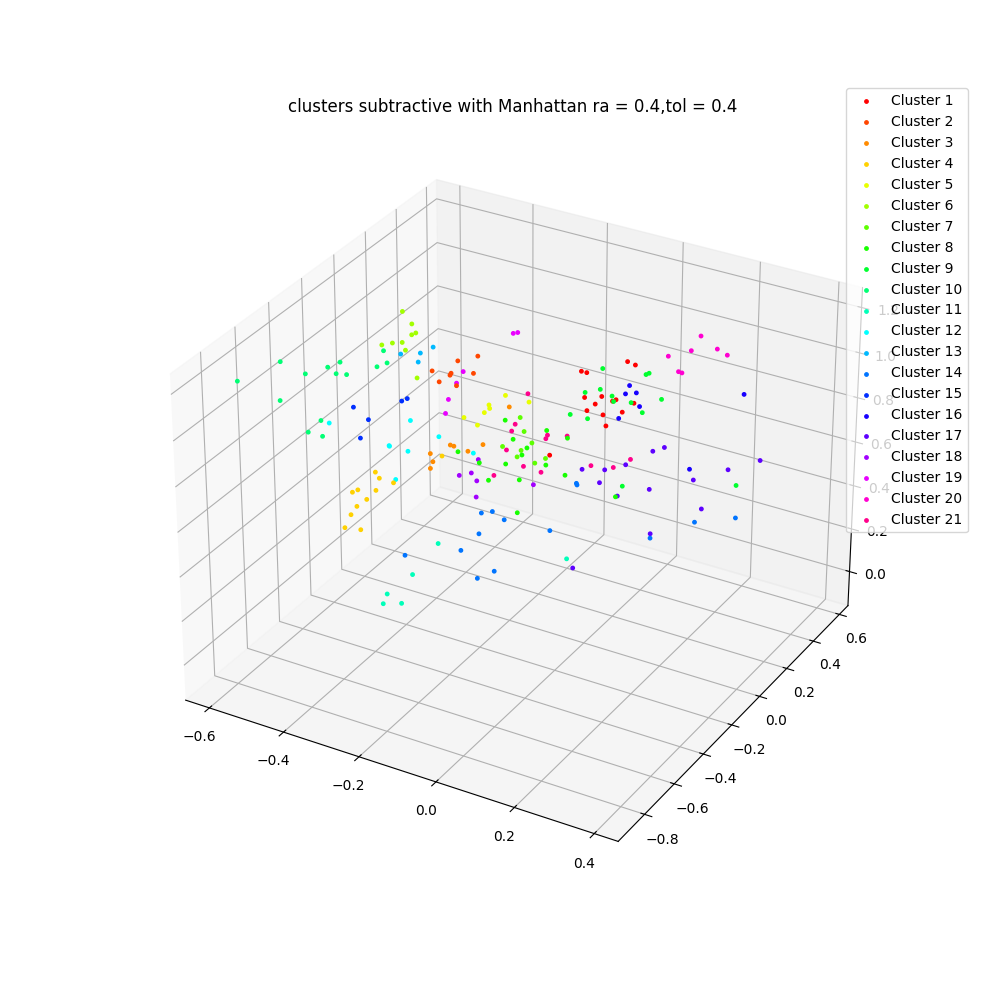 clusters subtractive with Manhattan ra = 0.4,tol = 0.4
Cluster 1
Cluster 2
Cluster 3
Cluster 4
Cluster 5
Cluster 6
Cluster 7
Cluster 8
Cluster 9
Cluster 10
Cluster 11
Cluster 12
Cluster 13
Cluster 14
Cluster 15
Cluster 16
Cluster 17
Cluster 18
Cluster 19
Cluster 20
Cluster 21
1.0
0.8
0.6
0.4
0.2
0.0
0.6
0.4
0.2
0.0
−0.2
−0.4
−0.6
−0.8
−0.6
−0.4
−0.2
0.0
0.2
0.4